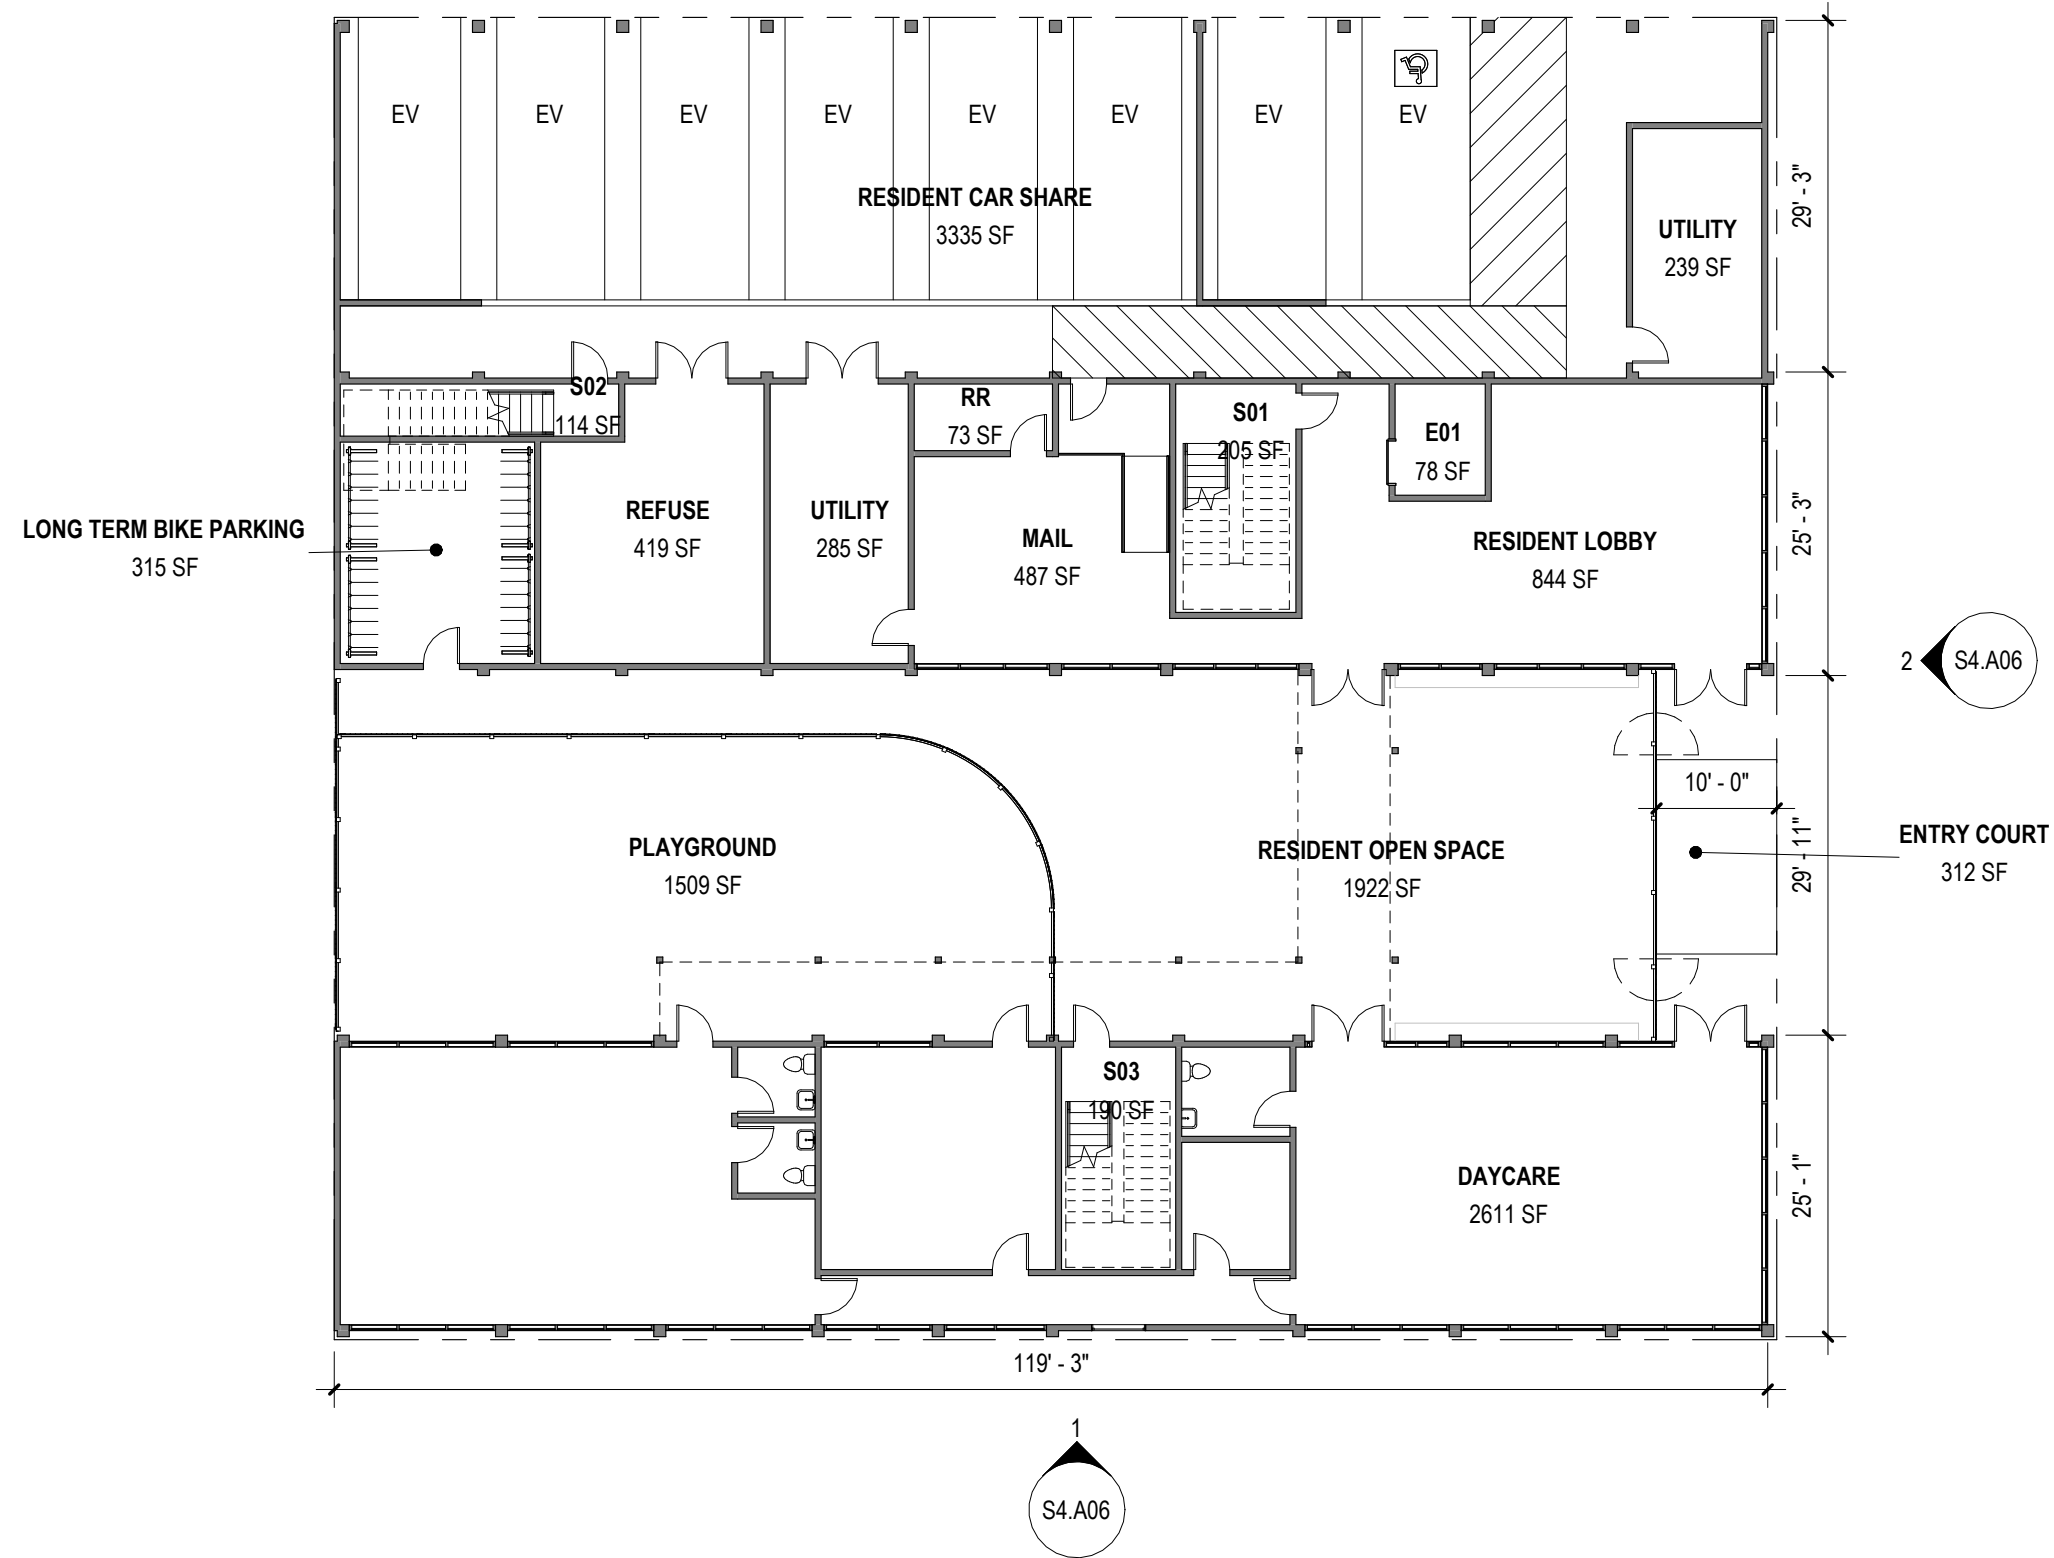 EV
EV
EV
EV
EV
EV
EV
EV
RESIDENT CAR SHARE
3335 SF
UTILITY
239 SF
29' - 3"
S02
114 SF
RR
73 SF
S01
205 SF
E01
78 SF
LONG TERM BIKE PARKING
315 SF
REFUSE
419 SF
UTILITY
285 SF
MAIL
487 SF
RESIDENT LOBBY
844 SF
25' - 3"
2
S4.A06
10' - 0"
PLAYGROUND
1509 SF
RESIDENT OPEN SPACE
1922 SF
29' - 11"
ENTRY COURT
312 SF
S03
190 SF
DAYCARE
2611 SF
25' - 1"
119' - 3"
1
S4.A06